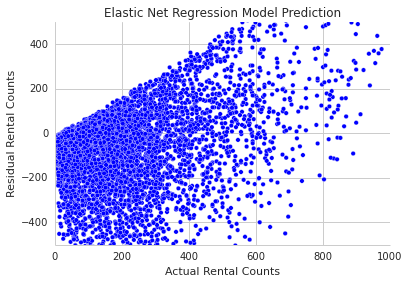 Elastic Net Regression Model Prediction
Residual Rental Counts
400
200
0
−200
−400
0 200 400 600 800 1000
Actual Rental Counts